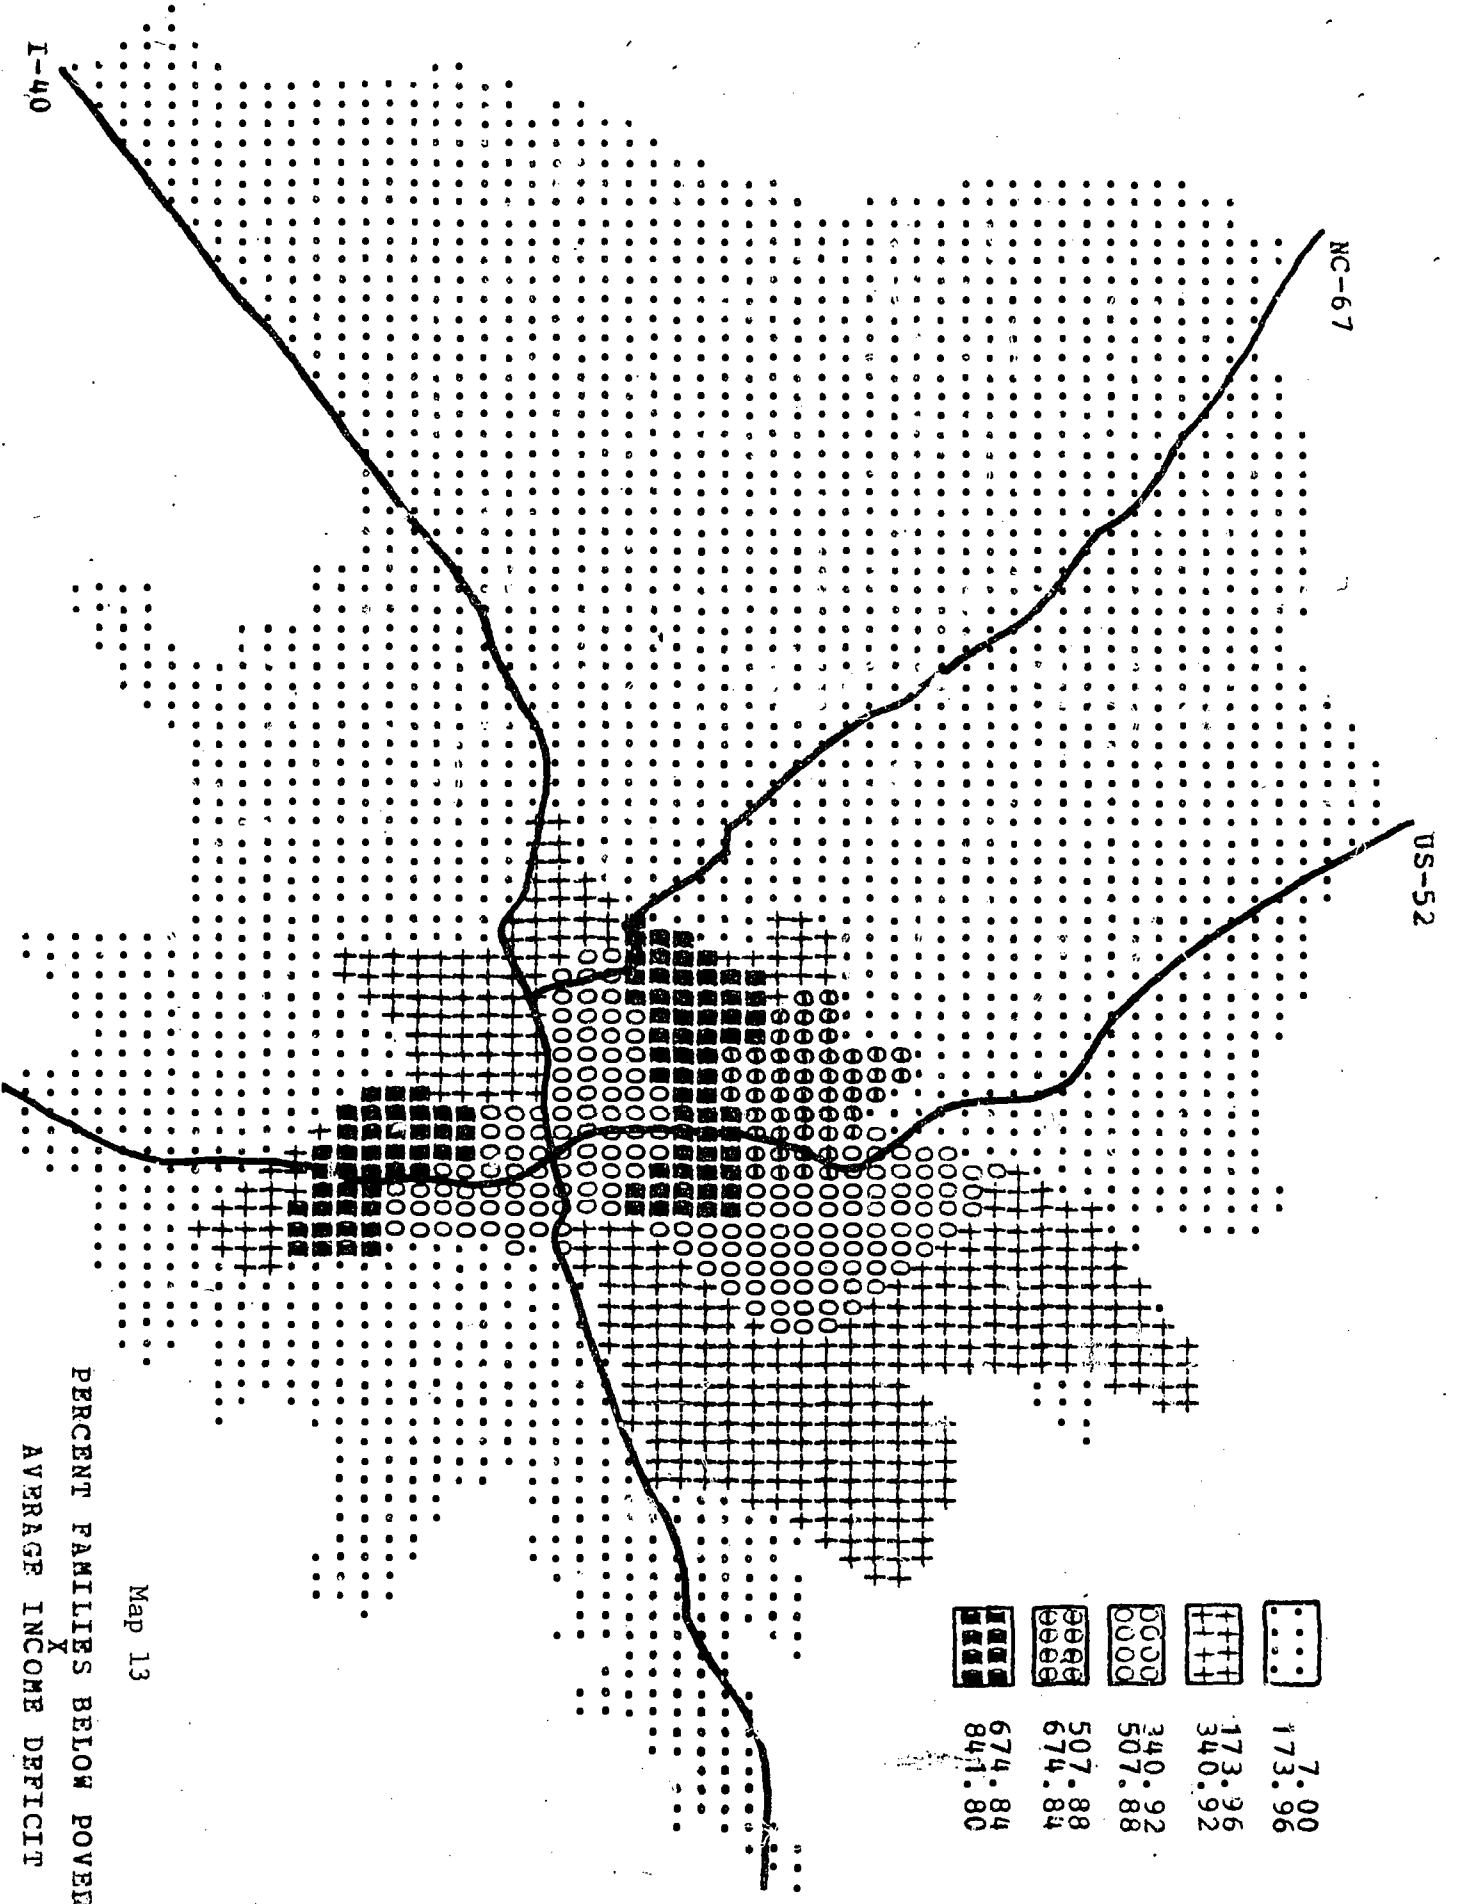 I-40
NC-67
US-52
7.00
173.96
173.96
340.92
340.92
507.88
507.88
674.84
674.84
841.80
Map 13
PERCENT FAMILIES BELOW
X
AVERAGE INCOME DEFICIT